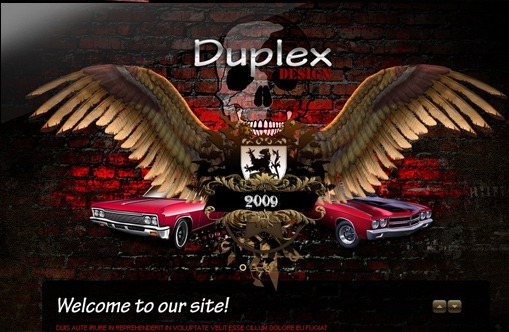 Duplex
DESIGN
2009
Welcome to our site!
DUIS AUTE IRURE IN REPREHENDERIT IN VOLUPTATE VELIT ESSE CILLUM DOLORE EU FUGIAT